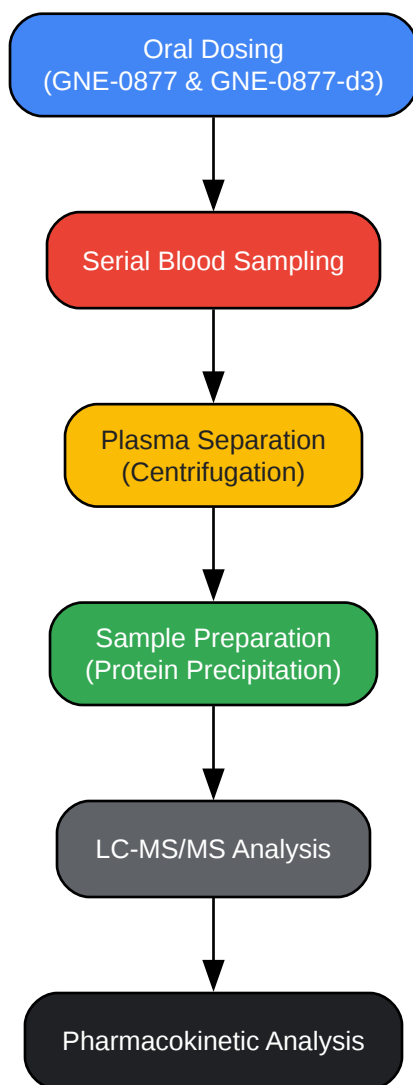 Oral Dosing
(GNE-0877 & GNE-0877-d3)
Serial Blood Sampling
Plasma Separation
(Centrifugation)
Sample Preparation
(Protein Precipitation)
LC-MS/MS Analysis
Pharmacokinetic Analysis